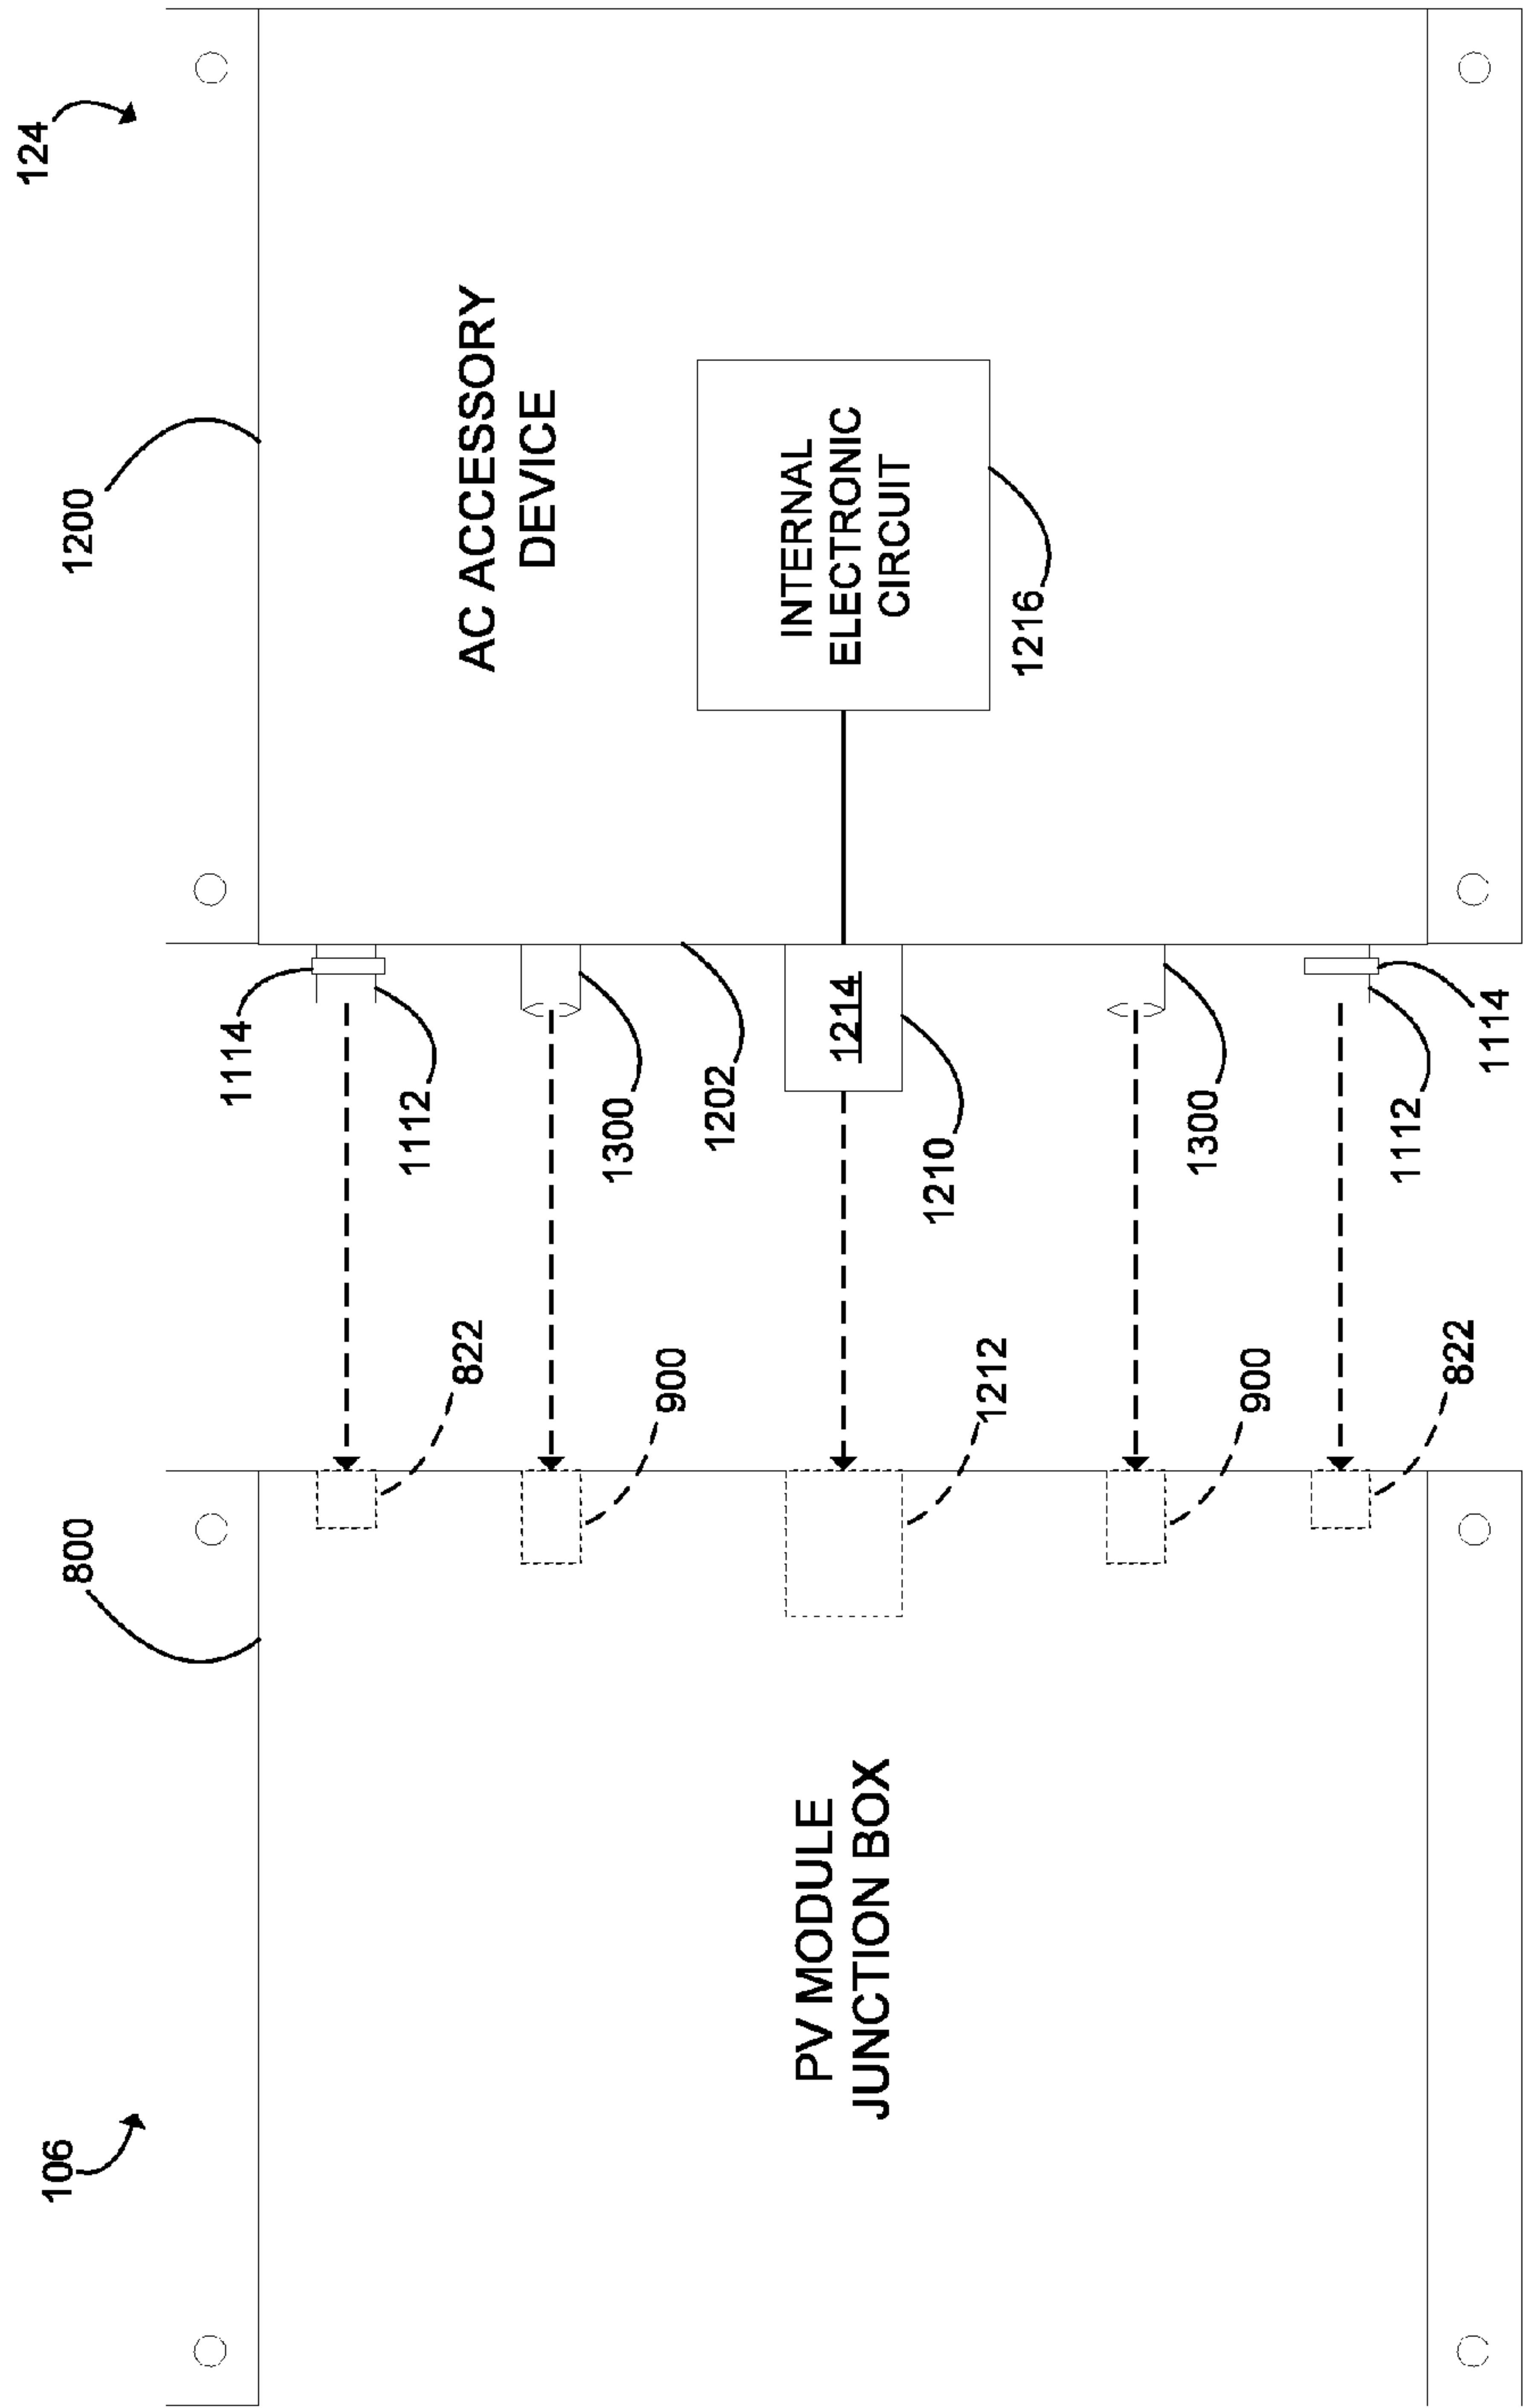 106
124
800
1200
1114
1112
822
AC ACCESSORY
DEVICE
1300
900
1202
PV MODULE
JUNCTION BOX
1214
INTERNAL
ELECTRONIC
CIRCUIT
1210
1212
1216
1300
900
1112
822
1114